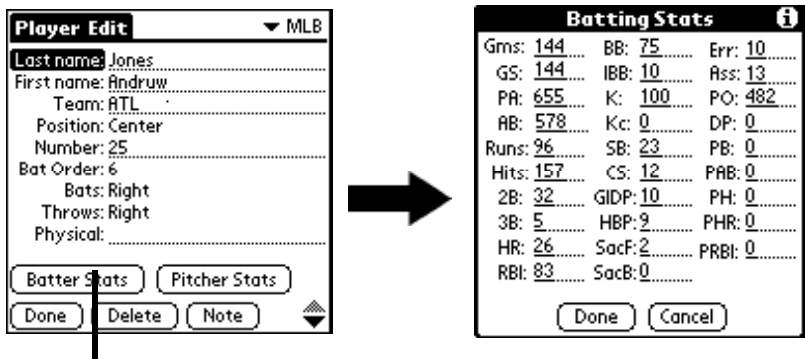 Player Edit MLB
Last name: Jones
First name: Andruw
Team: ATL
Position: Center
Number: 25
Bat Order: 6
Bats: Right
Throws: Right
Physical:
Batter Stats Pitcher Stats
Done Delete Note
Batting Stats i
Gms: 144 BB: 75 Err: 10
GS: 144 IBB: 10 Ass: 13
PA: 655 K: 100 PO: 482
AB: 578 Kc: 0 DP: 0
Runs: 96 SB: 23 PB: 0
Hits: 157 CS: 12 PAB: 0
2B: 32 GIDP: 10 PH: 0
3B: 5 HBP: 9 PHR: 0
HR: 26 SacF: 2 PRBI: 0
RBI: 83 SacB: 0
Done Cancel